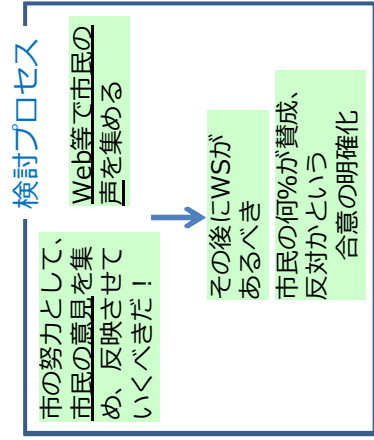 検討プロセス
市の努力として、
市民の意見を集
め、反映させて
いくべきだ！
Web等で市民の
声を集める
その後にWSが
あるべき
市民の何%が賛成、
反対かという
合意の明確化